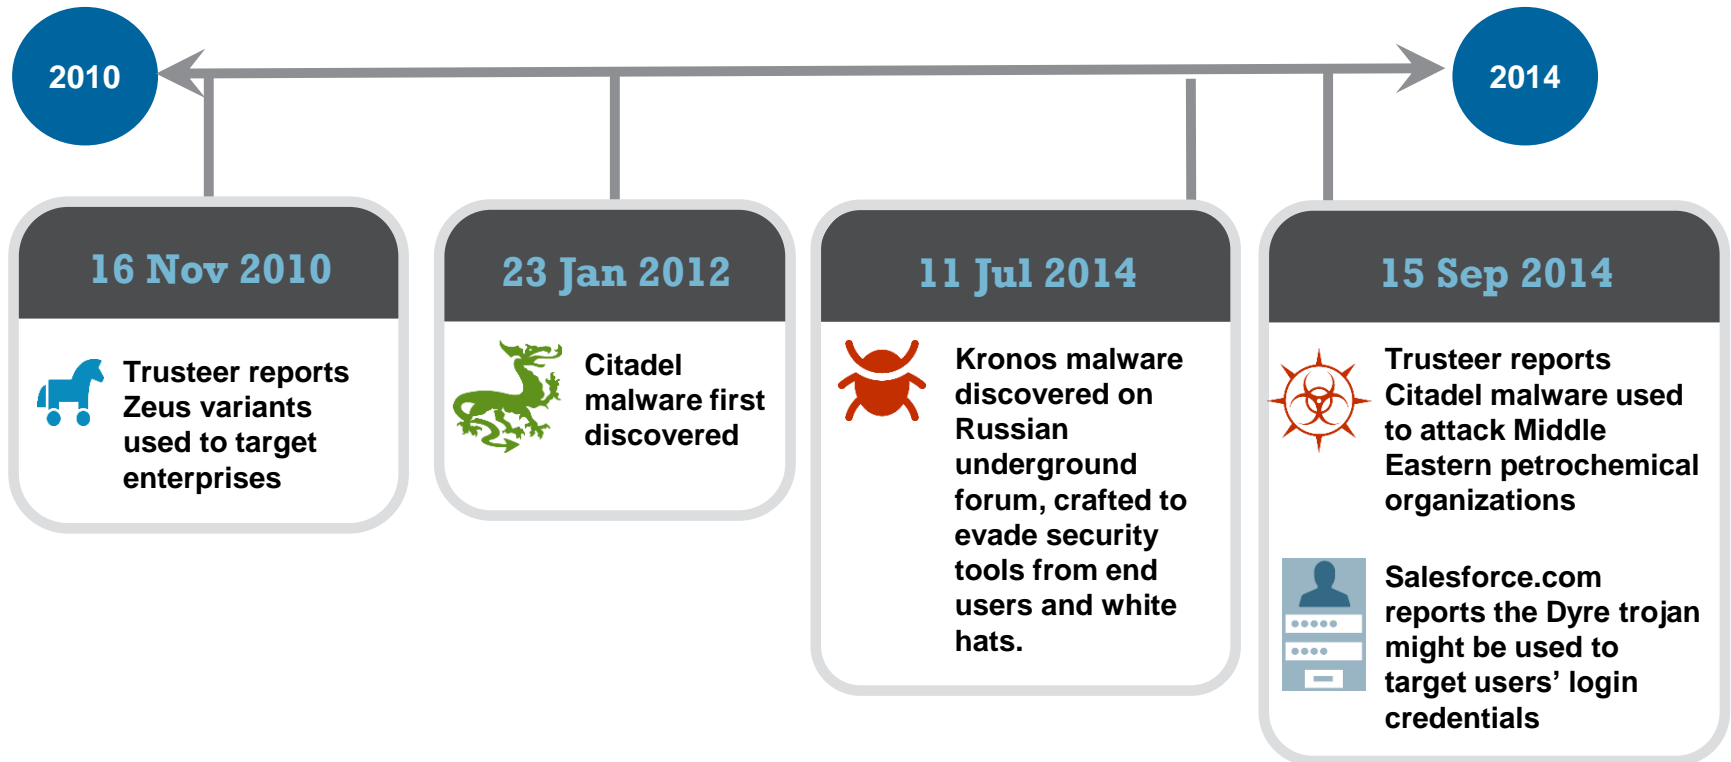 2010
2014
16 Nov 2010
Trusteer reports
Zeus variants
used to target
enterprises
23 Jan 2012
Citadel
malware first
discovered
11 Jul 2014
Kronos malware
discovered on
Russian
underground
forum, crafted to
evade security
tools from end
users and white
hats.
15 Sep 2014
Trusteer reports
Citadel malware used
to attack Middle
Eastern petrochemical
organizations
Salesforce.com
reports the Dyre trojan
might be used to
target users’ login
credentials